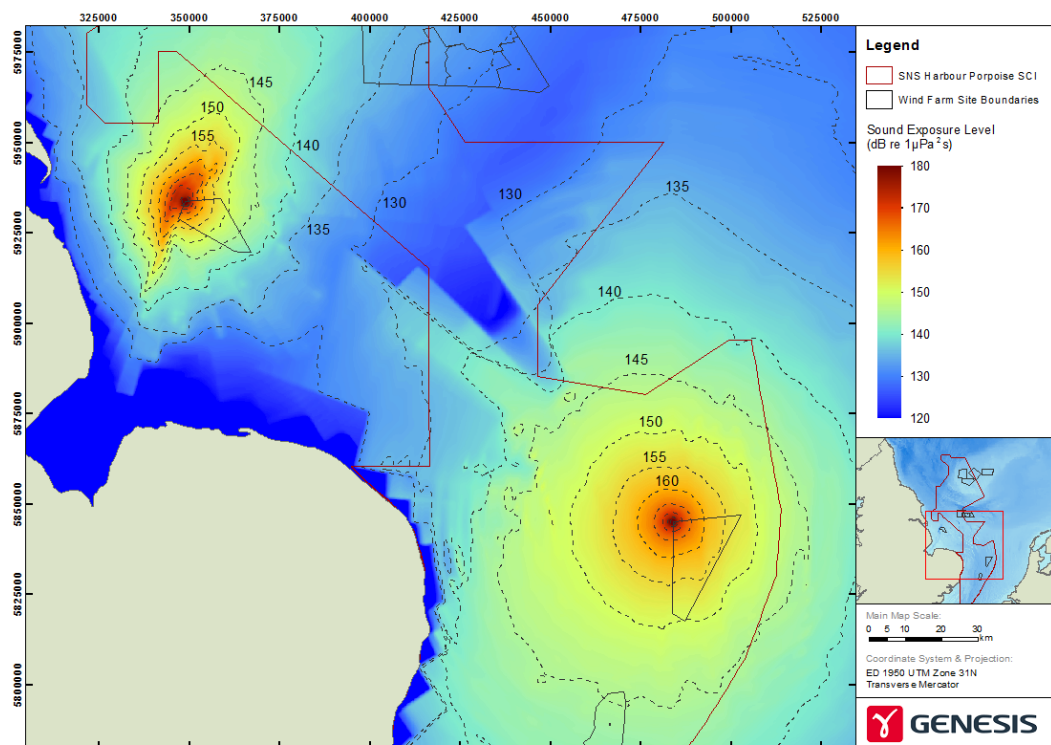 325000 350000 375000 400000 425000 450000 475000 500000 525000
5975000
5950000
5925000
5900000
5875000
5850000
5825000
5800000
145
150
155
140
130
135
130
135
140
145
150
155
160
Legend
SNS Harbour Porpoise SCI
Wind Farm Site Boundaries
Sound Exposure Level
(dB re 1µPa²s)
180
170
160
150
140
130
120
Main Map Scale:
0 5 10 20 30
km
Coordinate System & Projection:
ED 1950 UTM Zone 31N
Transverse Mercator
GENESIS